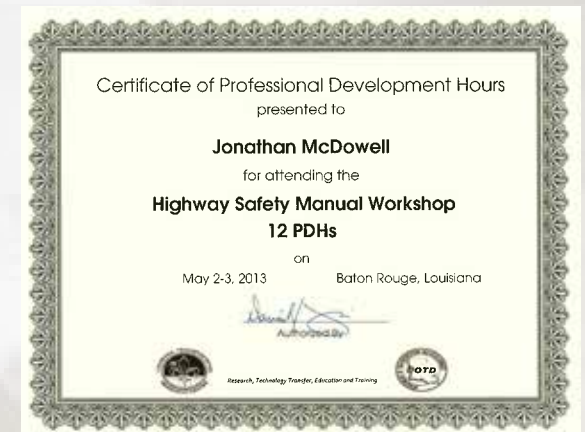 Certificate of Professional Development Hours
presented to
Jonathan McDowell
for attending the
Highway Safety Manual Workshop
12 PDHs
on
May 2-3, 2013 Baton Rouge, Louisiana
Authorized By
Research, Technology Transfer, Education and Training
DOTD